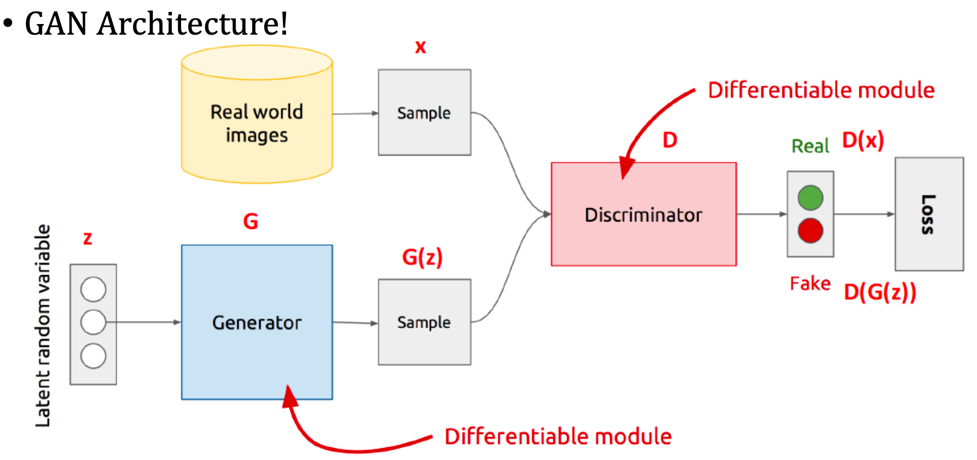 • GAN Architecture!
x
Real world
images
Sample
Differentiable module
D
Real D(x)
Discriminator
Loss
Fake D(G(z))
G
z
G(z)
Latent random variable
Generator
Sample
Differentiable module